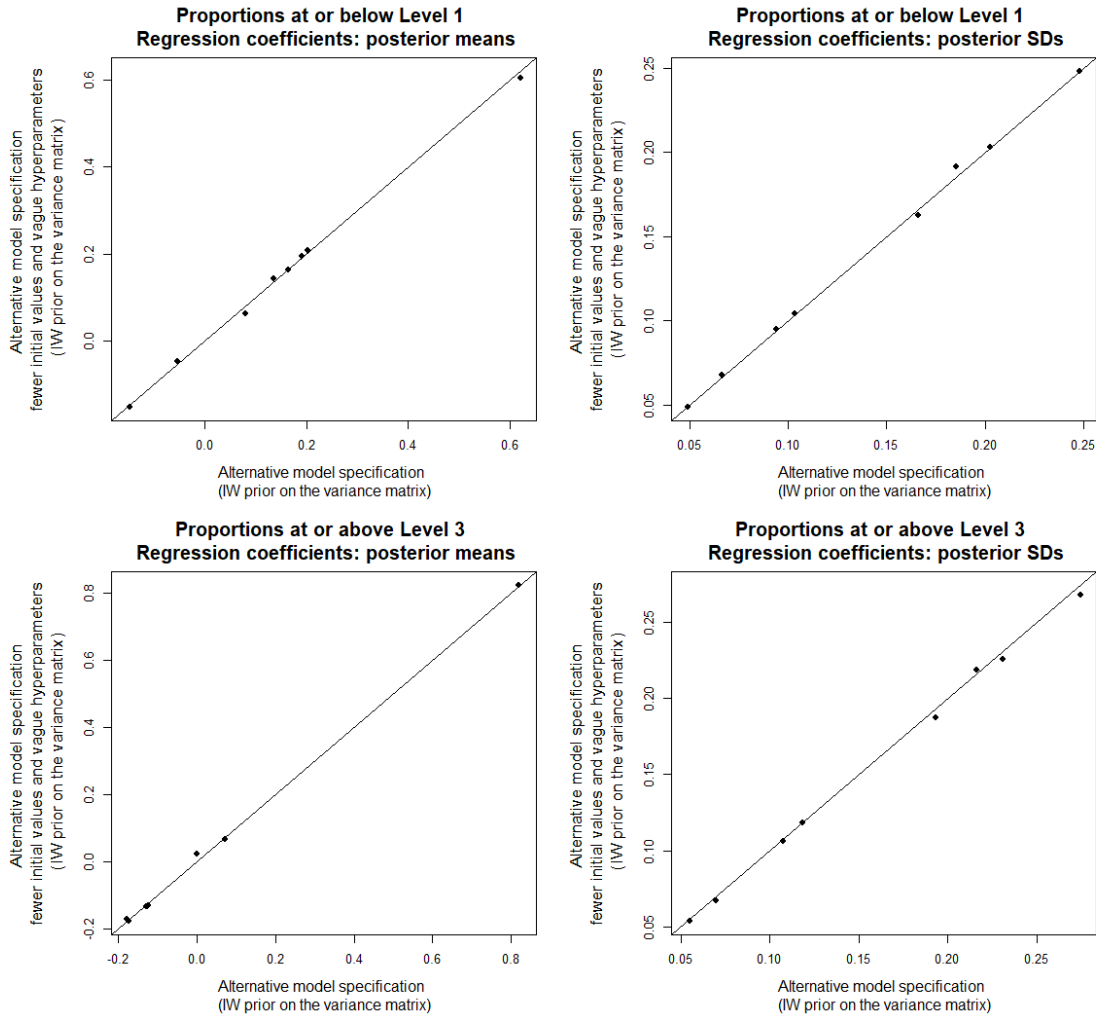 Proportions at or below Level 1
Regression coefficients: posterior means
Alternative model specification
fewer initial values and vague hyperparameters
(IW prior on the variance matrix)
0.6
0.4
0.2
0.0
0.0
0.2
0.4
0.6
Alternative model specification
(IW prior on the variance matrix)
Proportions at or below Level 1
Regression coefficients: posterior SDs
Alternative model specification
fewer initial values and vague hyperparameters
(IW prior on the variance matrix)
0.25
0.20
0.15
0.10
0.05
0.05
0.10
0.15
0.20
0.25
Alternative model specification
(IW prior on the variance matrix)
Proportions at or above Level 3
Regression coefficients: posterior means
Alternative model specification
fewer initial values and vague hyperparameters
(IW prior on the variance matrix)
0.8
0.6
0.4
0.2
0.0
-0.2
-0.2
0.0
0.2
0.4
0.6
0.8
Alternative model specification
(IW prior on the variance matrix)
Proportions at or above Level 3
Regression coefficients: posterior SDs
Alternative model specification
fewer initial values and vague hyperparameters
(IW prior on the variance matrix)
0.25
0.20
0.15
0.10
0.05
0.05
0.10
0.15
0.20
0.25
Alternative model specification
(IW prior on the variance matrix)